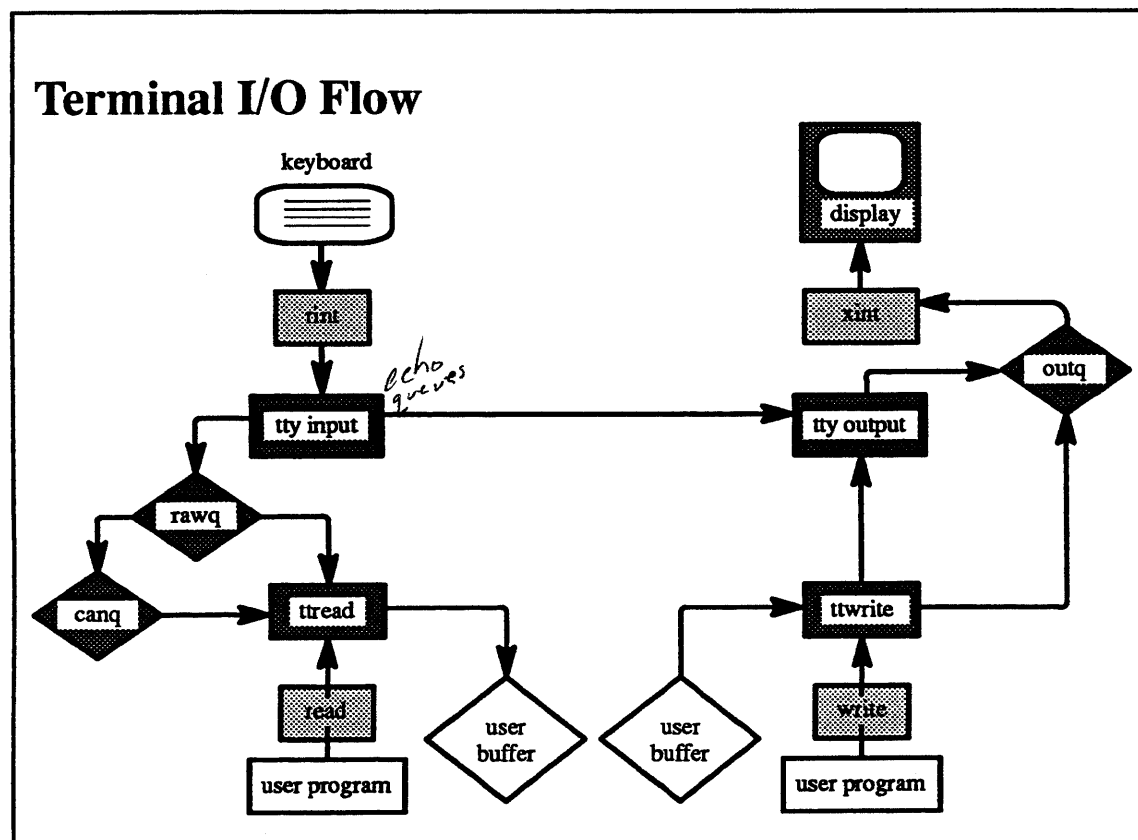 Terminal I/O Flow
keyboard
display
rint
xint
echo
queues
outq
tty input
tty output
rawq
canq
ttread
ttwrite
read
user
buffer
user
buffer
write
user program
user program